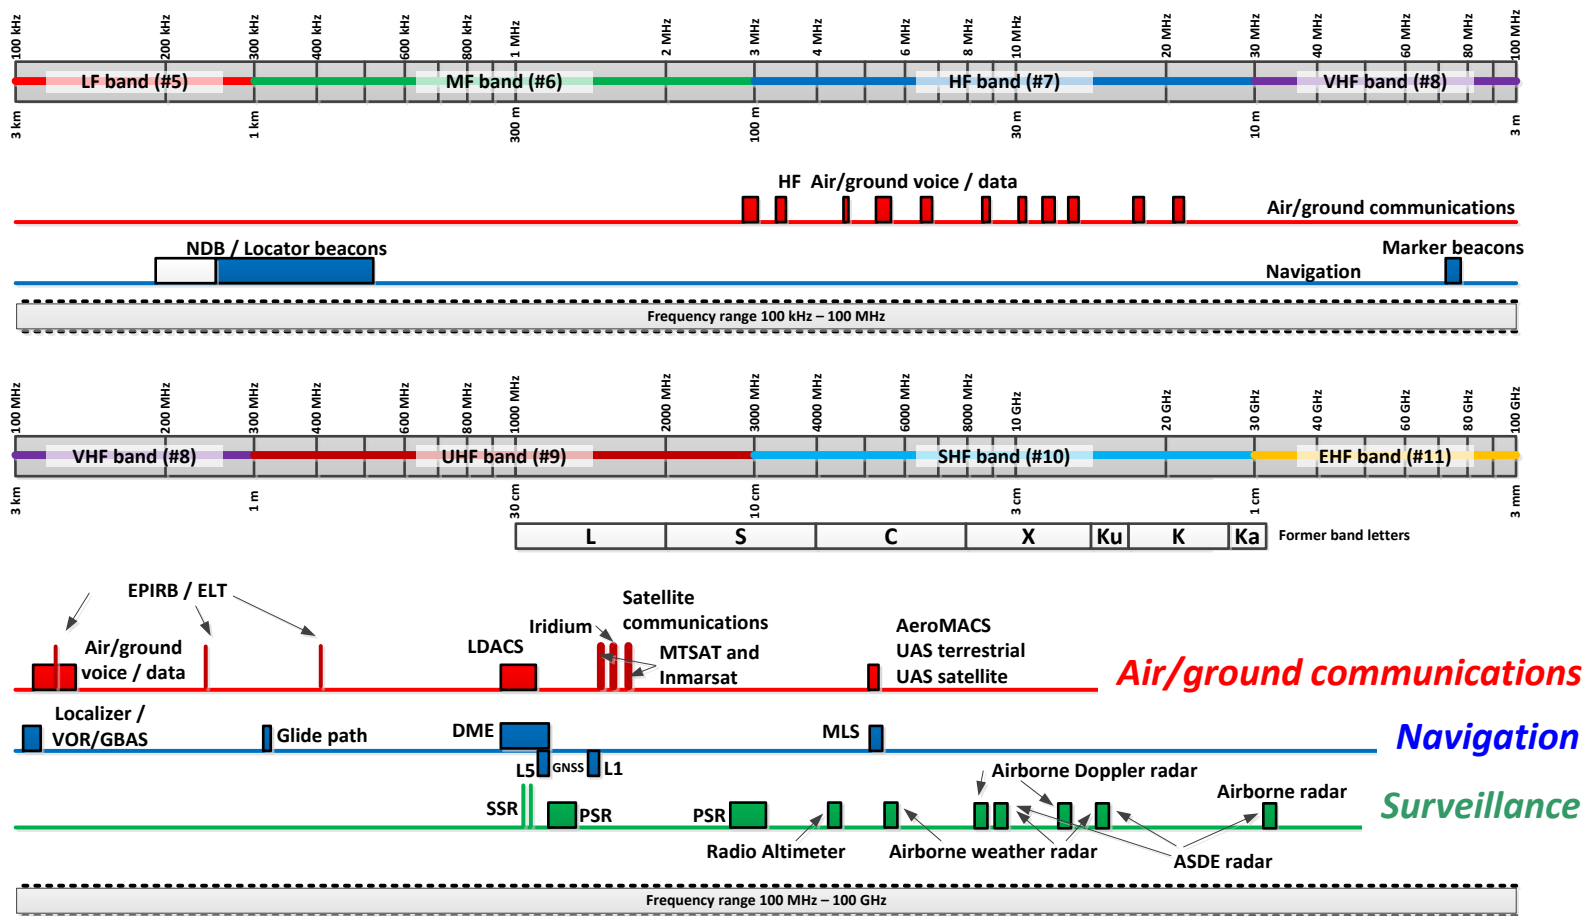 100 kHz 200 kHz 300 kHz 400 kHz 600 kHz 800 kHz 1 MHz 2 MHz 3 MHz 4 MHz 6 MHz 8 MHz 10 MHz 20 MHz 30 MHz 40 MHz 60 MHz 80 MHz 100 MHz
LF band (#5) MF band (#6) HF band (#7) VHF band (#8)
3 km 1 km 300 m 100 m 30 m 10 m 3 m
HF Air/ground voice / data
Air/ground communications
NDB / Locator beacons
Marker beacons
Navigation
Frequency range 100 kHz – 100 MHz
100 MHz 200 MHz 300 MHz 400 MHz 600 MHz 800 MHz 1000 MHz 2000 MHz 3000 MHz 4000 MHz 6000 MHz 8000 MHz 10 GHz 20 GHz 30 GHz 40 GHz 60 GHz 80 GHz 100 GHz
VHF band (#8) UHF band (#9) SHF band (#10) EHF band (#11)
3 km 1 m 30 cm 10 cm 3 cm 1 cm 3 mm
L S C X Ku K Ka Former band letters
EPIRB / ELT
Air/ground
voice / data
LDACS
Iridium
Satellite
communications
MTSAT and
Inmarsat
AeroMACS
UAS terrestrial
UAS satellite
Air/ground communications
Localizer /
VOR/GBAS
Glide path
DME
MLS
Navigation
L5 GNSS L1
Airborne Doppler radar
Airborne radar
SSR PSR PSR
Surveillance
Radio Altimeter
Airborne weather radar
ASDE radar
Frequency range 100 MHz – 100 GHz